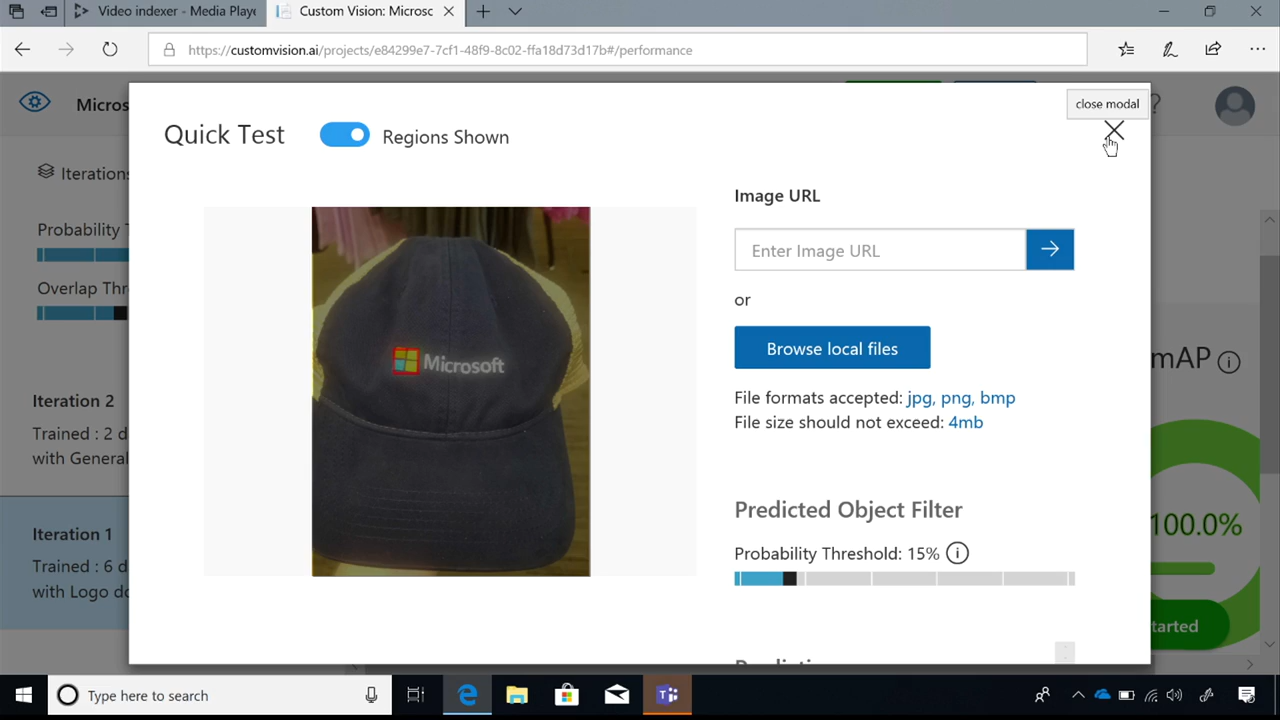 Video indexer - Media Playe
Custom Vision: Microsc
https://customvision.ai/projects/e84299e7-7cf1-48f9-8c02-ffa18d73d17b#/performance
Micros
close modal
?
Quick Test
Regions Shown
Iterations
Image URL
Probability T
Enter Image URL
Overlap Thre
or
Browse local files
Microsoft
mAP
File formats accepted: jpg, png, bmp
File size should not exceed: 4mb
Iteration 2
Trained : 2 d
with General
Predicted Object Filter
100.0%
Iteration 1
Probability Threshold: 15%
Trained : 6 d
with Logo do
tarted
Type here to search